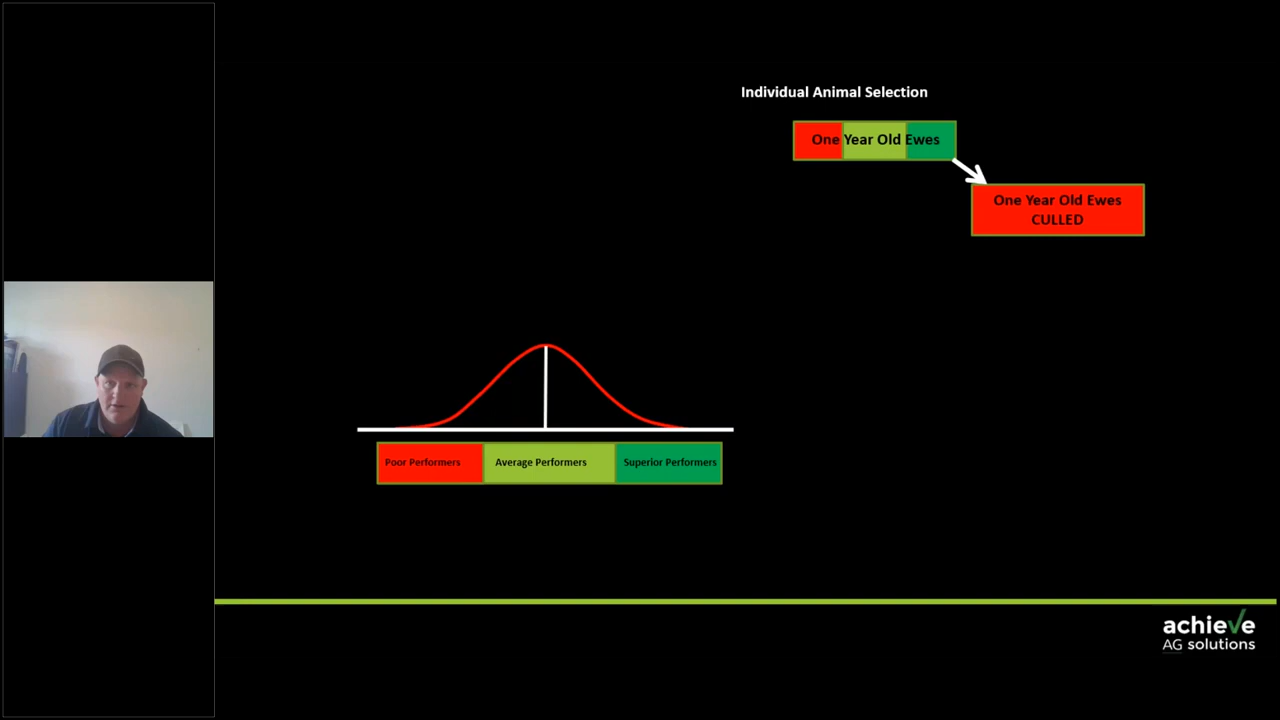 Individual Animal Selection
One Year Old Ewes
One Year Old Ewes
CULLED
Poor Performers
Average Performers
Superior Performers
achieve
AG solutions